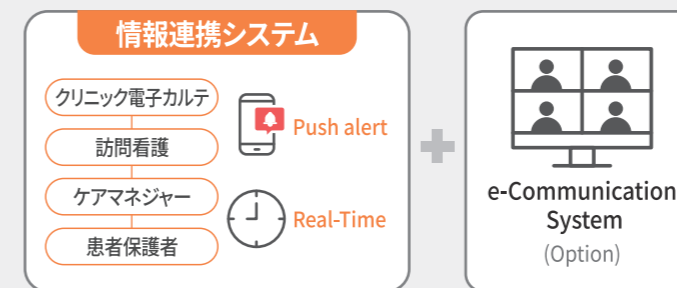 情報連携システム
クリニック電子カルテ
訪問看護
ケアマネジャー
患者保護者
Push alert
Real-Time
e-Communication
System
(Option)